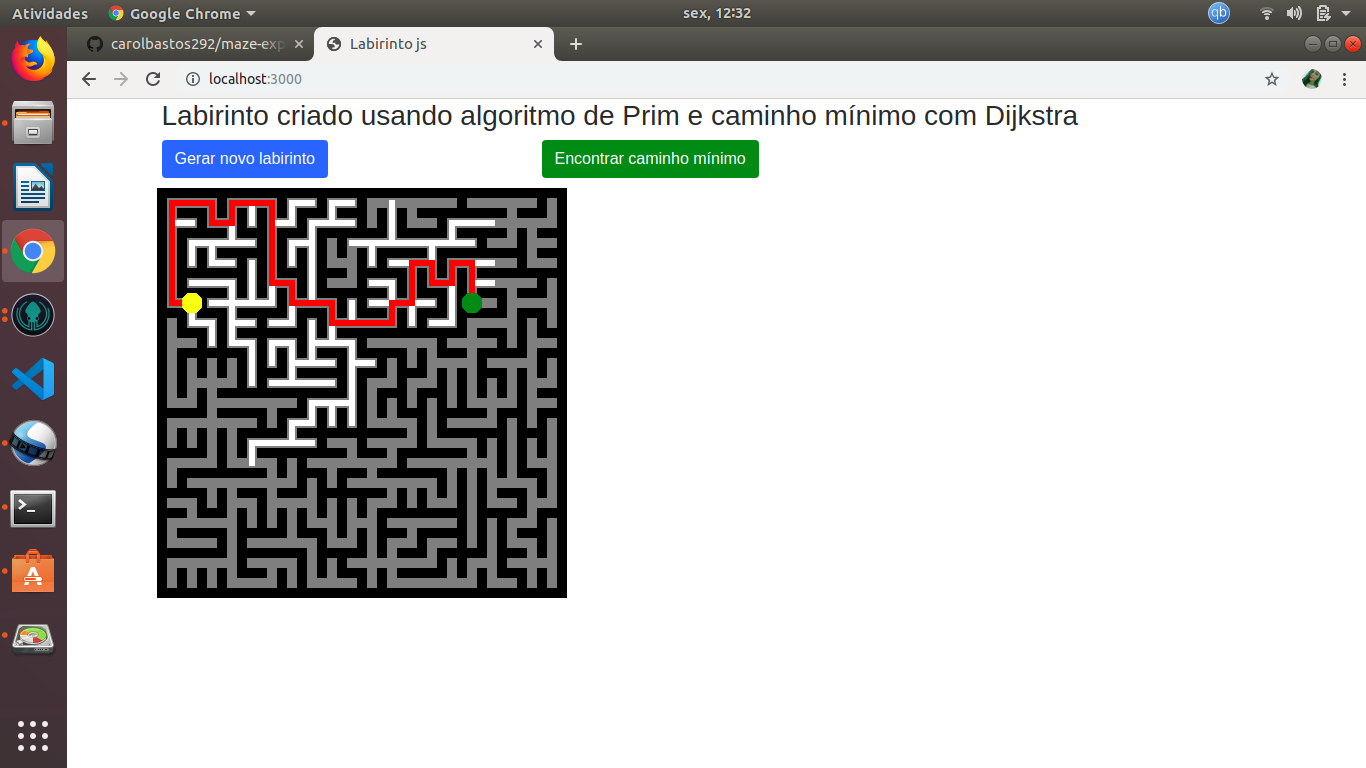 Atividades
Google Chrome
sex, 12:32
qb
carolbastos292/maze-exp
Labirinto js
localhost:3000
Labirinto criado usando algoritmo de Prim e caminho mínimo com Dijkstra
Gerar novo labirinto
Encontrar caminho mínimo